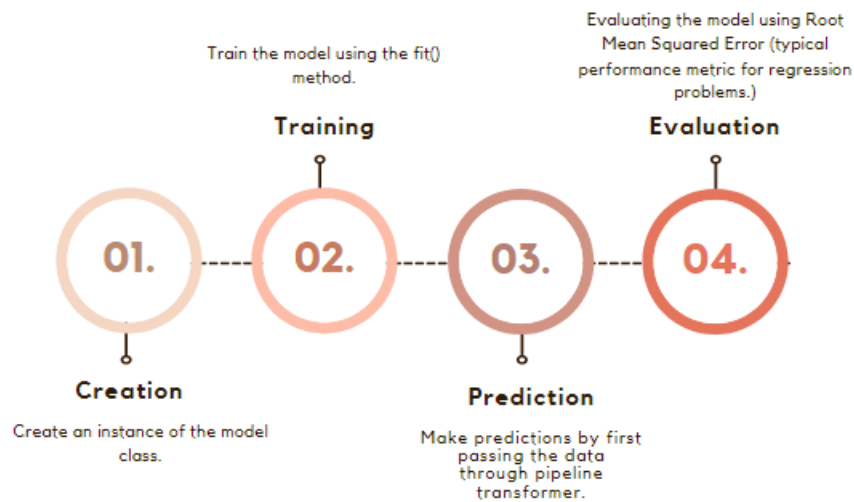 01.
Creation
Create an instance of the model
class.
Train the model using the fit()
method.
Training
02.
03.
Prediction
Make predictions by first
passing the data
through pipeline
transformer.
Evaluating the model using Root
Mean Squared Error (typical
performance metric for regression
problems.)
Evaluation
04.